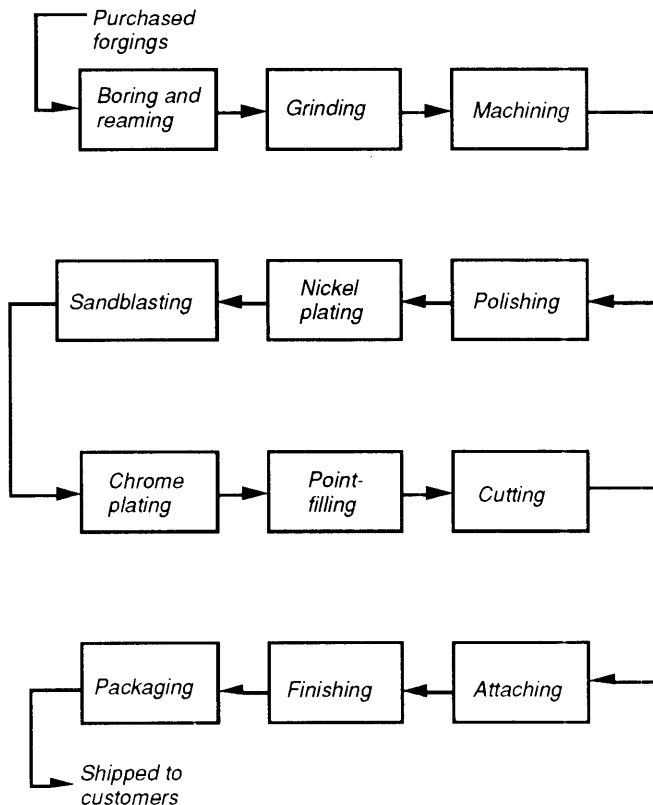 Purchased
forgings
Boring and
reaming
Grinding
Machining
Polishing
Nickel
plating
Sandblasting
Chrome
plating
Point-
filling
Cutting
Attaching
Finishing
Packaging
Shipped to
customers